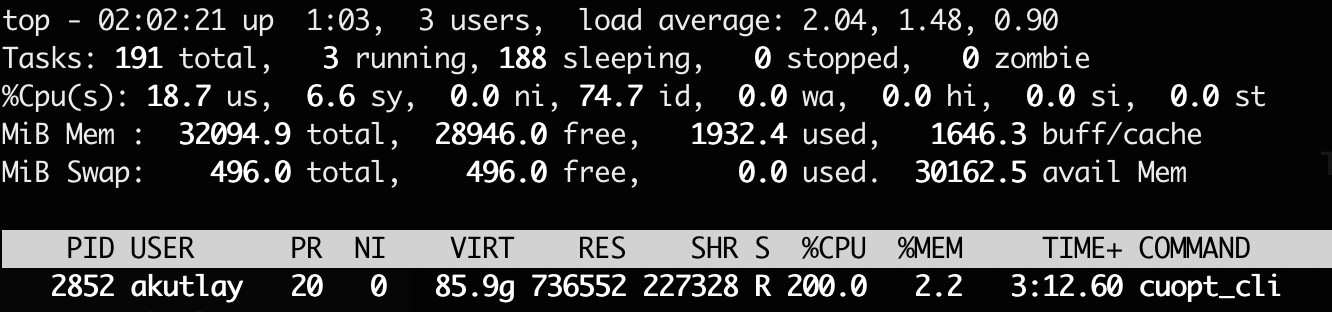 top - 02:02:21 up  1:03,  3 users,  load average: 2.04, 1.48, 0.90
Tasks: 191 total,   3 running, 188 sleeping,   0 stopped,   0 zombie
%Cpu(s): 18.7 us,  6.6 sy,  0.0 ni, 74.7 id,  0.0 wa,  0.0 hi,  0.0 si,  0.0 st
MiB Mem :  32094.9 total,  28946.0 free,   1932.4 used,   1646.3 buff/cache
MiB Swap:    496.0 total,    496.0 free,      0.0 used.  30162.5 avail Mem
PID USER      PR  NI    VIRT    RES    SHR S  %CPU  %MEM     TIME+ COMMAND
2852 akutlay   20   0   85.9g 736552 227328 R 200.0   2.2   3:12.60 cuopt_cli